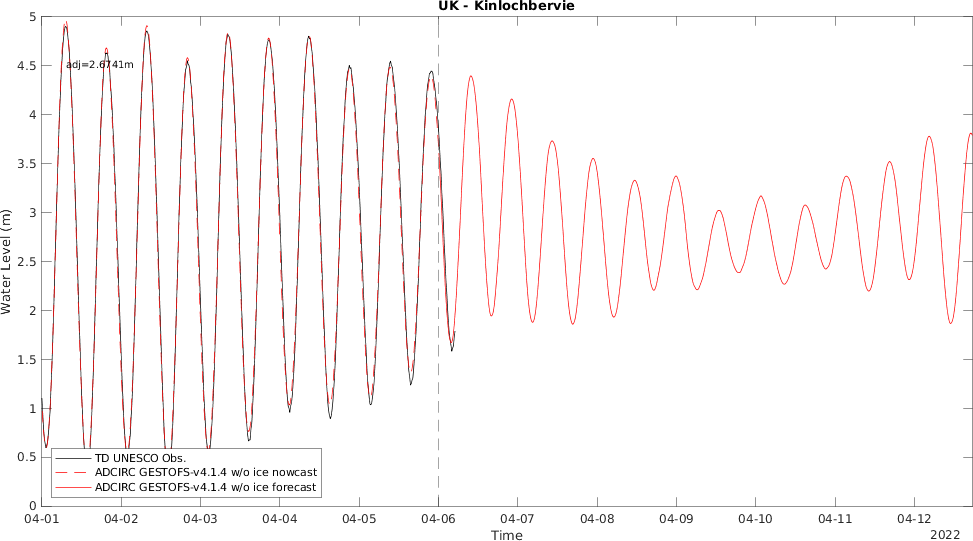 UK - Kinlochbervie
5
4.5
4
3.5
3
2.5
2
1.5
1
0.5
0
Water Level (m)
adj=2.6741m
TD UNESCO Obs.
ADCIRC GESTOFS-v4.1.4 w/o ice nowcast
ADCIRC GESTOFS-v4.1.4 w/o ice forecast
04-01 04-02 04-03 04-04 04-05 04-06 04-07 04-08 04-09 04-10 04-11 04-12
Time
2022